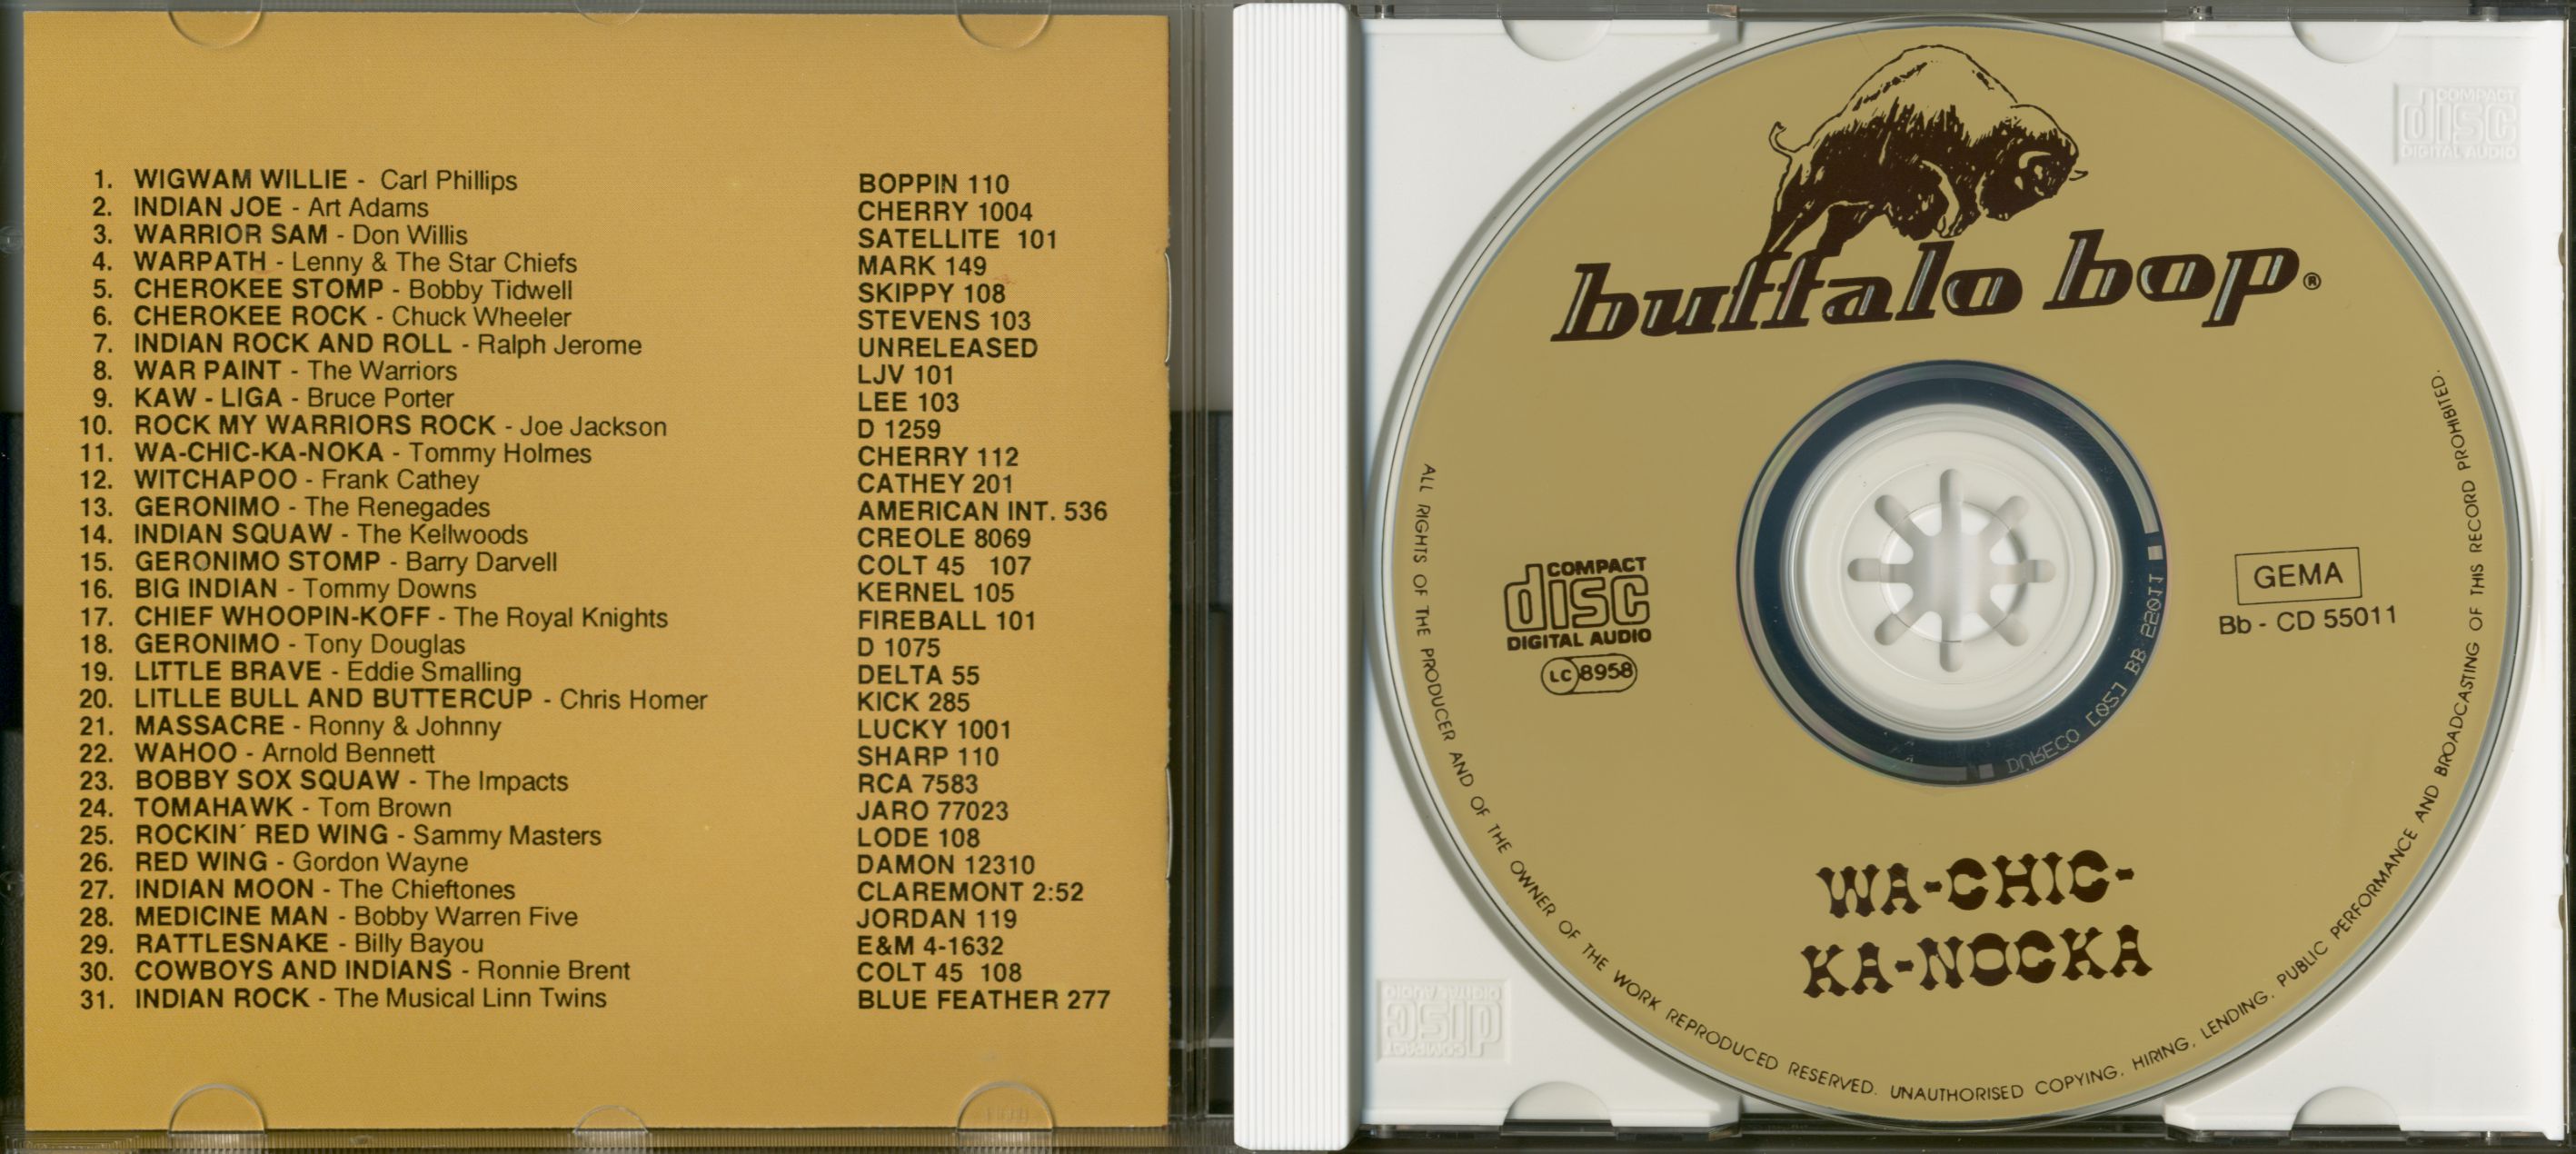 1. WIGWAM WILLIE - Carl Phillips BOPPIN 110
2. INDIAN JOE - Art Adams CHERRY 1004
3. WARRIOR SAM - Don Willis SATELLITE 101
4. WARPATH - Lenny & The Star Chiefs MARK 149
5. CHEROKEE STOMP - Bobby Tidwell SKIPPY 108
6. CHEROKEE ROCK - Chuck Wheeler STEVENS 103
7. INDIAN ROCK AND ROLL - Ralph Jerome UNRELEASED
8. WAR PAINT - The Warriors LJV 101
9. KAW - LIGA - Bruce Porter LEE 103
10. ROCK MY WARRIORS ROCK - Joe Jackson D 1259
11. WA-CHIC-KA-NOKA - Tommy Holmes CHERRY 112
12. WITCHAPOO - Frank Cathey CATHEY 201
13. GERONIMO - The Renegades AMERICAN INT. 536
14. INDIAN SQUAW - The Kellwoods CREOLE 8069
15. GERONIMO STOMP - Barry Darvell COLT 45 107
16. BIG INDIAN - Tommy Downs KERNEL 105
17. CHIEF WHOOPIN-KOFF - The Royal Knights FIREBALL 101
18. GERONIMO - Tony Douglas D 1075
19. LITTLE BRAVE - Eddie Smalling DELTA 55
20. LITLLE BULL AND BUTTERCUP - Chris Homer KICK 285
21. MASSACRE - Ronny & Johnny LUCKY 1001
22. WAHOO - Arnold Bennett SHARP 110
23. BOBBY SOX SQUAW - The Impacts RCA 7583
24. TOMAHAWK - Tom Brown JARO 77023
25. ROCKIN´ RED WING - Sammy Masters LODE 108
26. RED WING - Gordon Wayne DAMON 12310
27. INDIAN MOON - The Chieftones CLAREMONT 2:52
28. MEDICINE MAN - Bobby Warren Five JORDAN 119
29. RATTLESNAKE - Billy Bayou E&M 4-1632
30. COWBOYS AND INDIANS - Ronnie Brent COLT 45 108
31. INDIAN ROCK - The Musical Linn Twins BLUE FEATHER 277
buffalo bop®
COMPACT
disc
DIGITAL AUDIO
LC 8958
GEMA
Bb - CD 55011
WA-CHIC-
KA-NOCKA
ALL RIGHTS OF THE PRODUCER AND OF THE OWNER OF THE WORK REPRODUCED RESERVED. UNAUTHORISED COPYING, HIRING, LENDING, PUBLIC PERFORMANCE AND BROADCASTING OF THIS RECORD PROHIBITED.
COMPACT
disc
DIGITAL AUDIO
COMPACT
disc
DIGITAL AUDIO